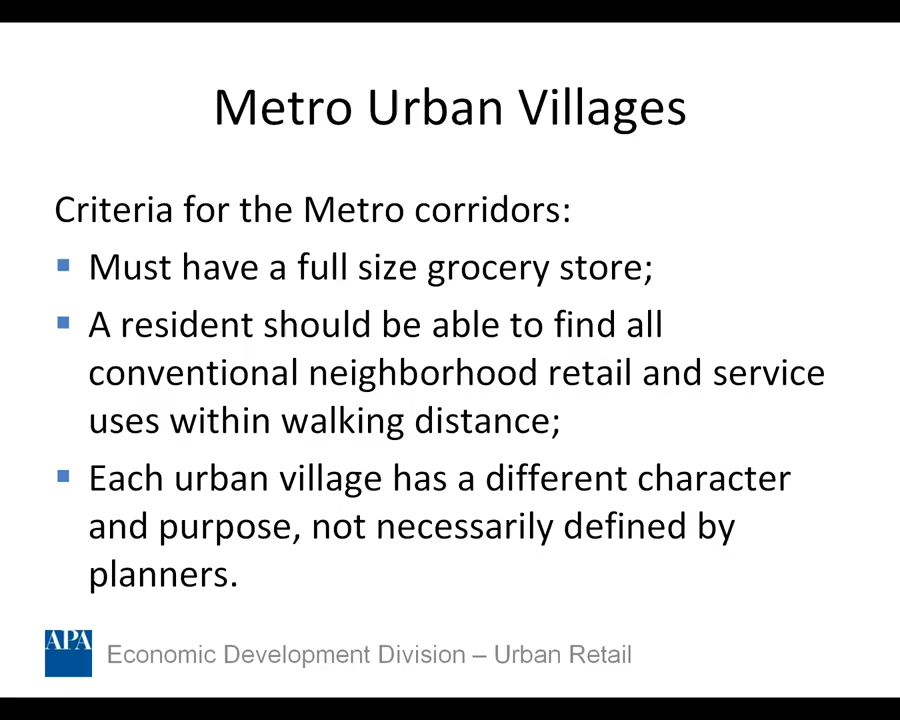 Metro Urban Villages
Criteria for the Metro corridors:
▪ Must have a full size grocery store;
▪ A resident should be able to find all
conventional neighborhood retail and service
uses within walking distance;
▪ Each urban village has a different character
and purpose, not necessarily defined by
planners.
APA
Economic Development Division – Urban Retail